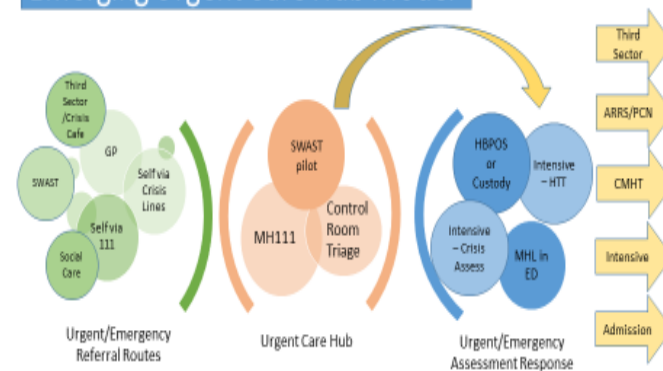 Third
Sector
/Crisis
Cafe
GP
SWAST
Self via
Crisis
Lines
Self via
111
Social
Care
Urgent/Emergency
Referral Routes
SWAST
pilot
MH111
Control
Room
Triage
Urgent Care Hub
HBPOS
or
Custody
Intensive
– HTT
Intensive
– Crisis
Assess
MHL in
ED
Urgent/Emergency
Assessment Response
Third
Sector
ARRS/PCN
CMHT
Intensive
Admission